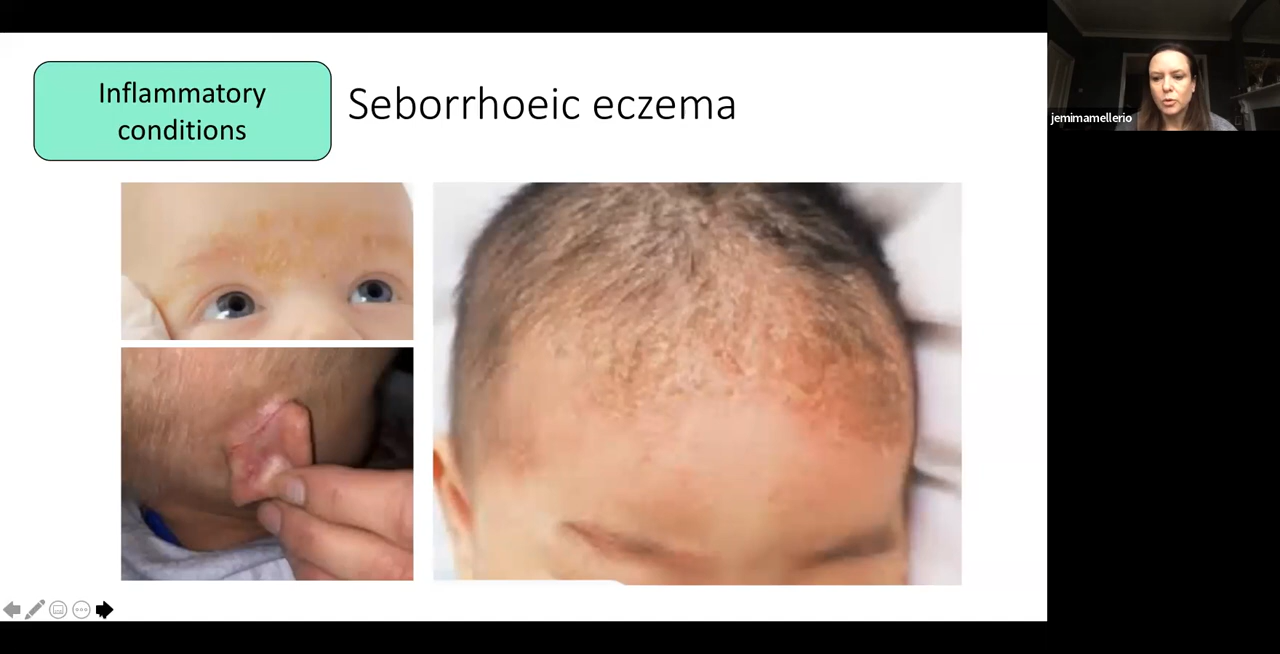 Inflammatory
conditions
Seborrhoeic eczema
jemimamellerio